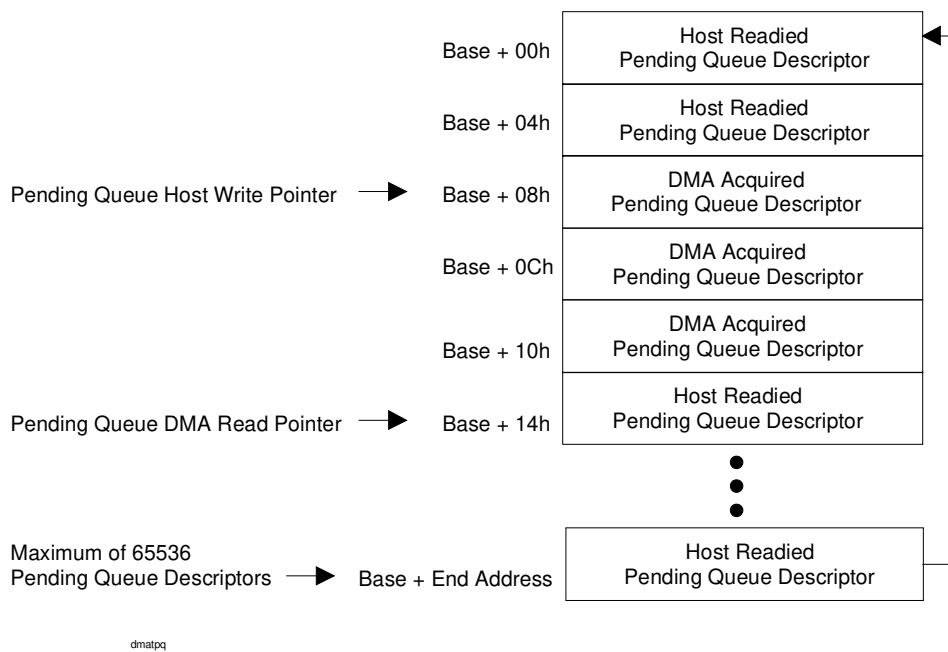 Base + 00h
Host Readied
Pending Queue Descriptor
Base + 04h
Host Readied
Pending Queue Descriptor
Pending Queue Host Write Pointer
Base + 08h
DMA Acquired
Pending Queue Descriptor
Base + 0Ch
DMA Acquired
Pending Queue Descriptor
Base + 10h
DMA Acquired
Pending Queue Descriptor
Pending Queue DMA Read Pointer
Base + 14h
Host Readied
Pending Queue Descriptor
Maximum of 65536
Pending Queue Descriptors
Base + End Address
Host Readied
Pending Queue Descriptor
dmatpq